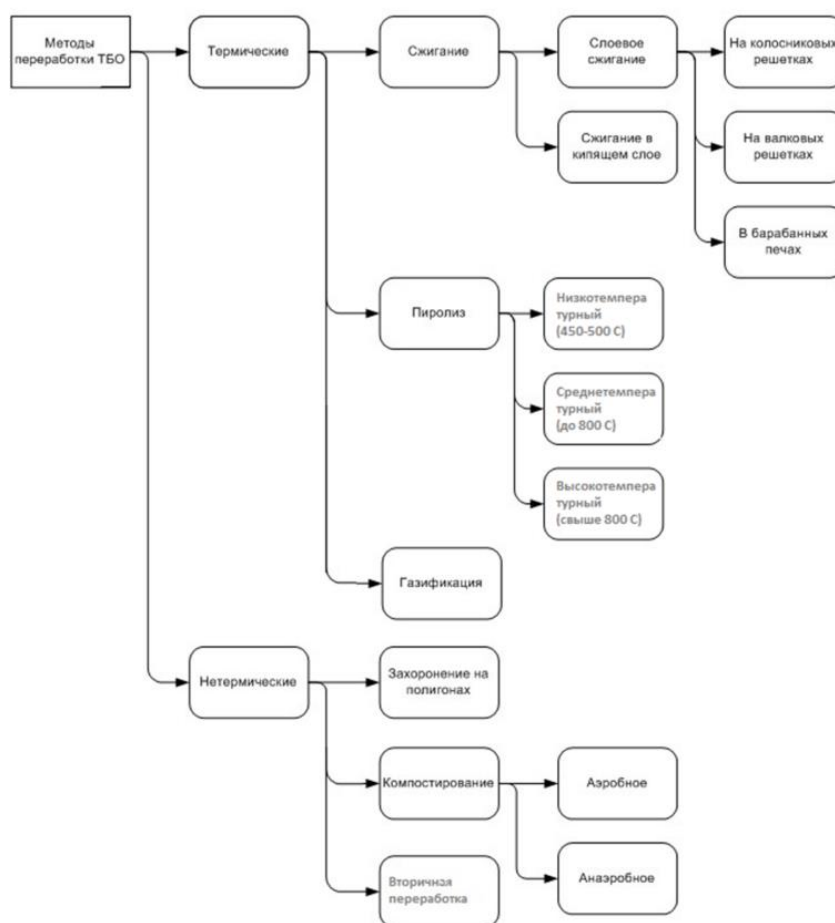 Методы
переработки ТБО
Термические
Сжигание
Слоевое
сжигание
На колосниковых
решетках
Сжигание в
кипящем слое
На валковых
решетках
В барабанных
печах
Пиролиз
Низкотемпера
турный
(450-500 С)
Среднетемпера
турный
(до 800 С)
Высокотемпера
турный
(свыше 800 С)
Газификация
Нетермические
Захоронение на
полигонах
Компостирование
Аэробное
Вторичная
переработка
Анаэробное